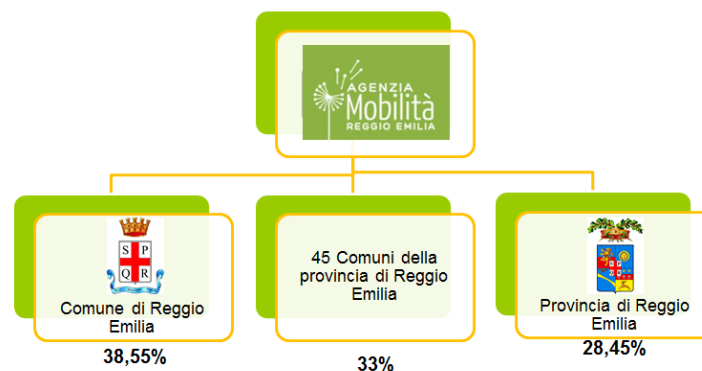 AGENZIA
Mobilità
REGGIO EMILIA
S P
Q R
Comune di Reggio
Emilia
38,55%
45 Comuni della
provincia di Reggio
Emilia
33%
Provincia di Reggio
Emilia
28,45%